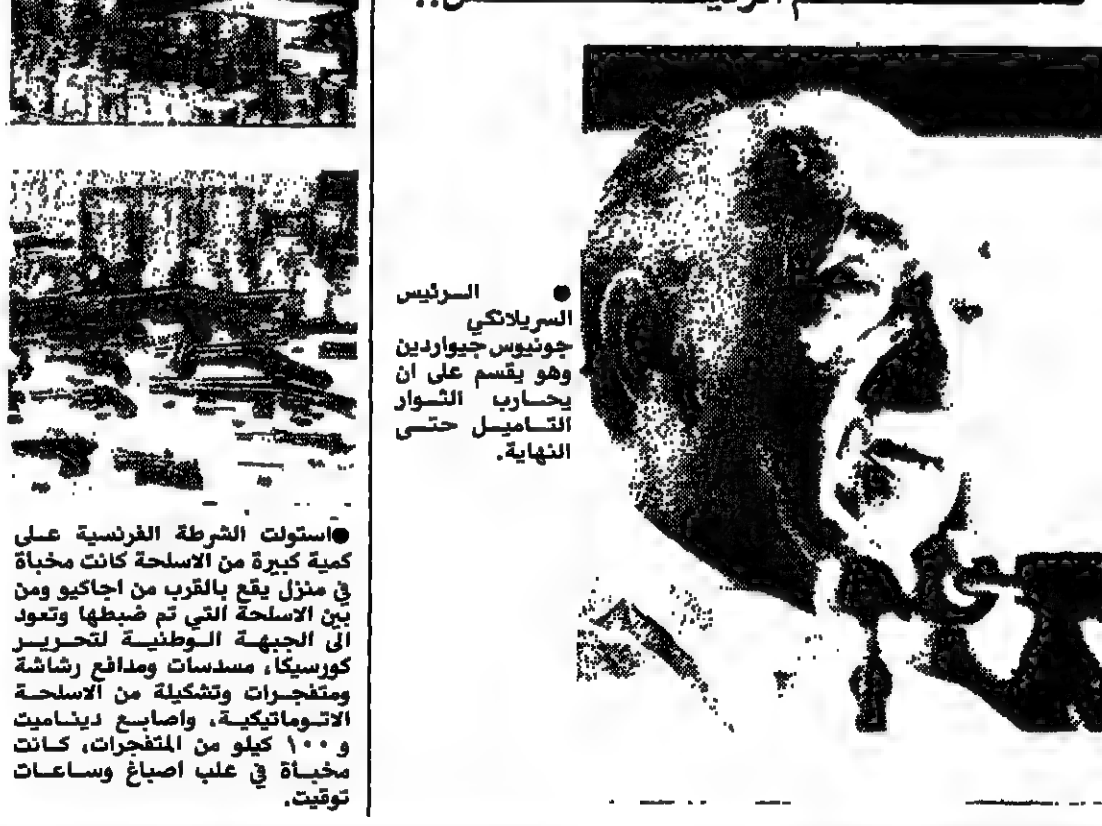 ● الرئيس
السريلانكي
جونيوس جيواردين
وهو يقسم على ان
يحارب الثوار
التاميل حتى
النهاية.
●استولت الشرطة الفرنسية على
كمية كبيرة من الاسلحة كانت مخبأة
في منزل يقع بالقرب من اجاكيو ومن
بين الاسلحة التي تم ضبطها وتعود
الى الجبهة الوطنية لتحرير
كورسيكا، مسدسات ومدافع رشاشة
ومتفجرات وتشكيلة من الاسلحة
الاتوماتيكية، واصابع ديناميت
و ١٠٠ كيلو من المتفجرات، كانت
مخبأة في علب اصباغ وساعات
توقيت.